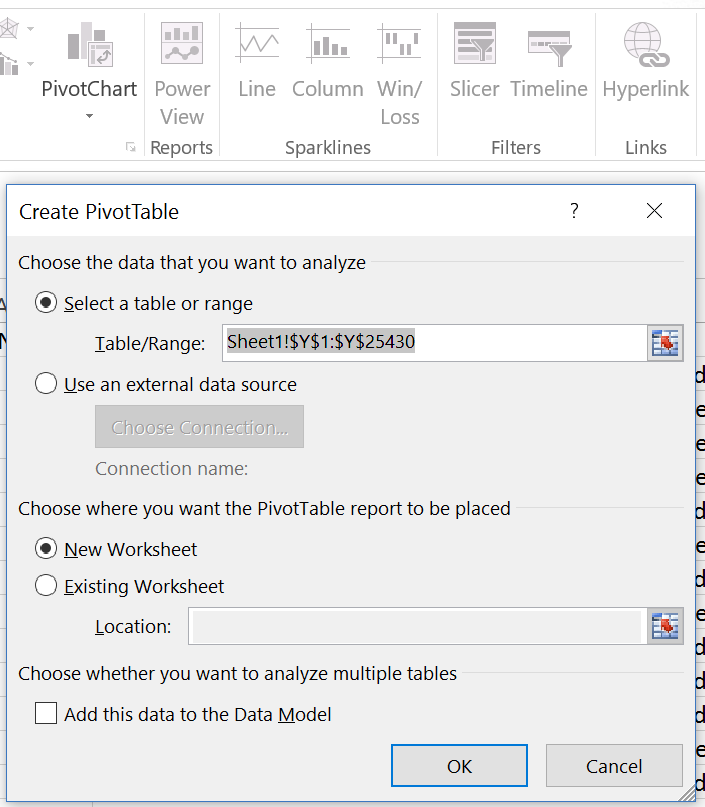 PivotChart
Power
View
Line
Column
Win/
Loss
Slicer
Timeline
Hyperlink
Reports
Sparklines
Filters
Links
Create PivotTable
?
Choose the data that you want to analyze
Select a table or range
Table/Range: Sheet1!$Y$1:$Y$25430
Use an external data source
Choose Connection...
Connection name:
Choose where you want the PivotTable report to be placed
New Worksheet
Existing Worksheet
Location:
Choose whether you want to analyze multiple tables
Add this data to the Data Model
OK
Cancel